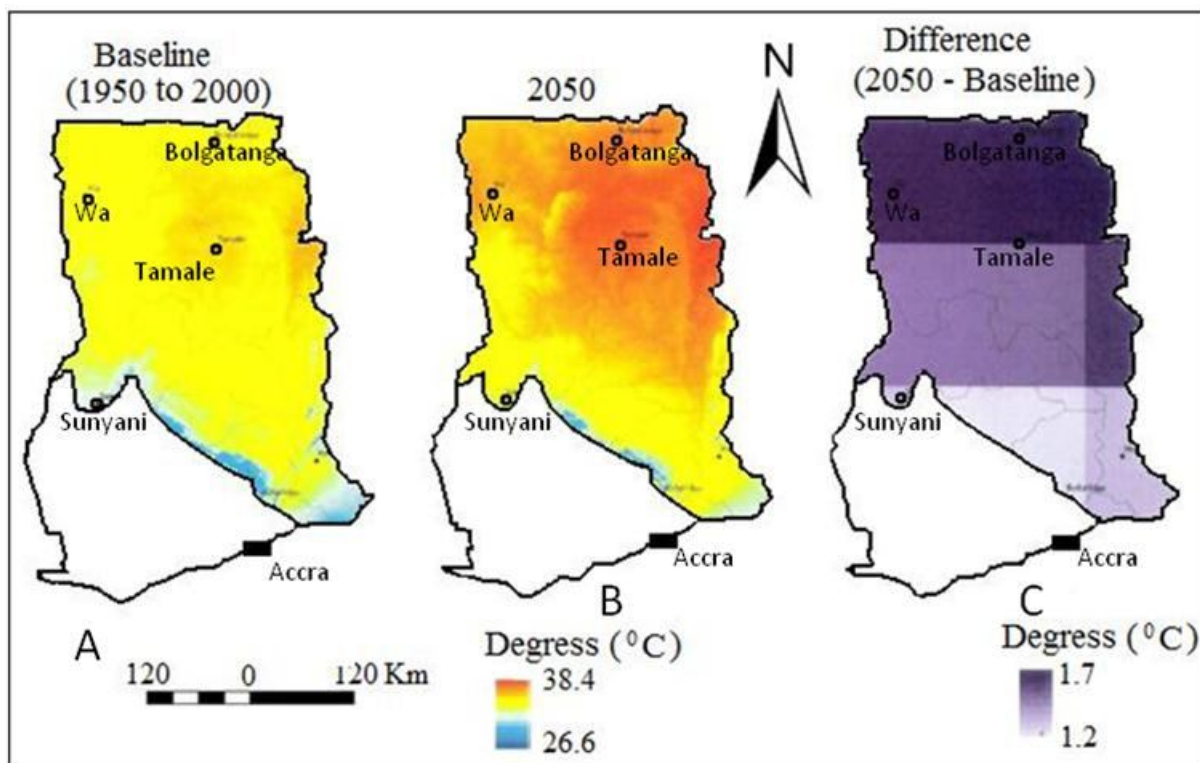 Baseline
(1950 to 2000)
2050
N
Difference
(2050 - Baseline)
Bolgatanga
Wa
Tamale
Sunyani
Accra
A
Bolgatanga
Wa
Tamale
Sunyani
Accra
B
Bolgatanga
Wa
Tamale
Sunyani
Accra
C
120 0 120 Km
Degress (⁰C)
38.4
26.6
Degress (⁰C)
1.7
1.2